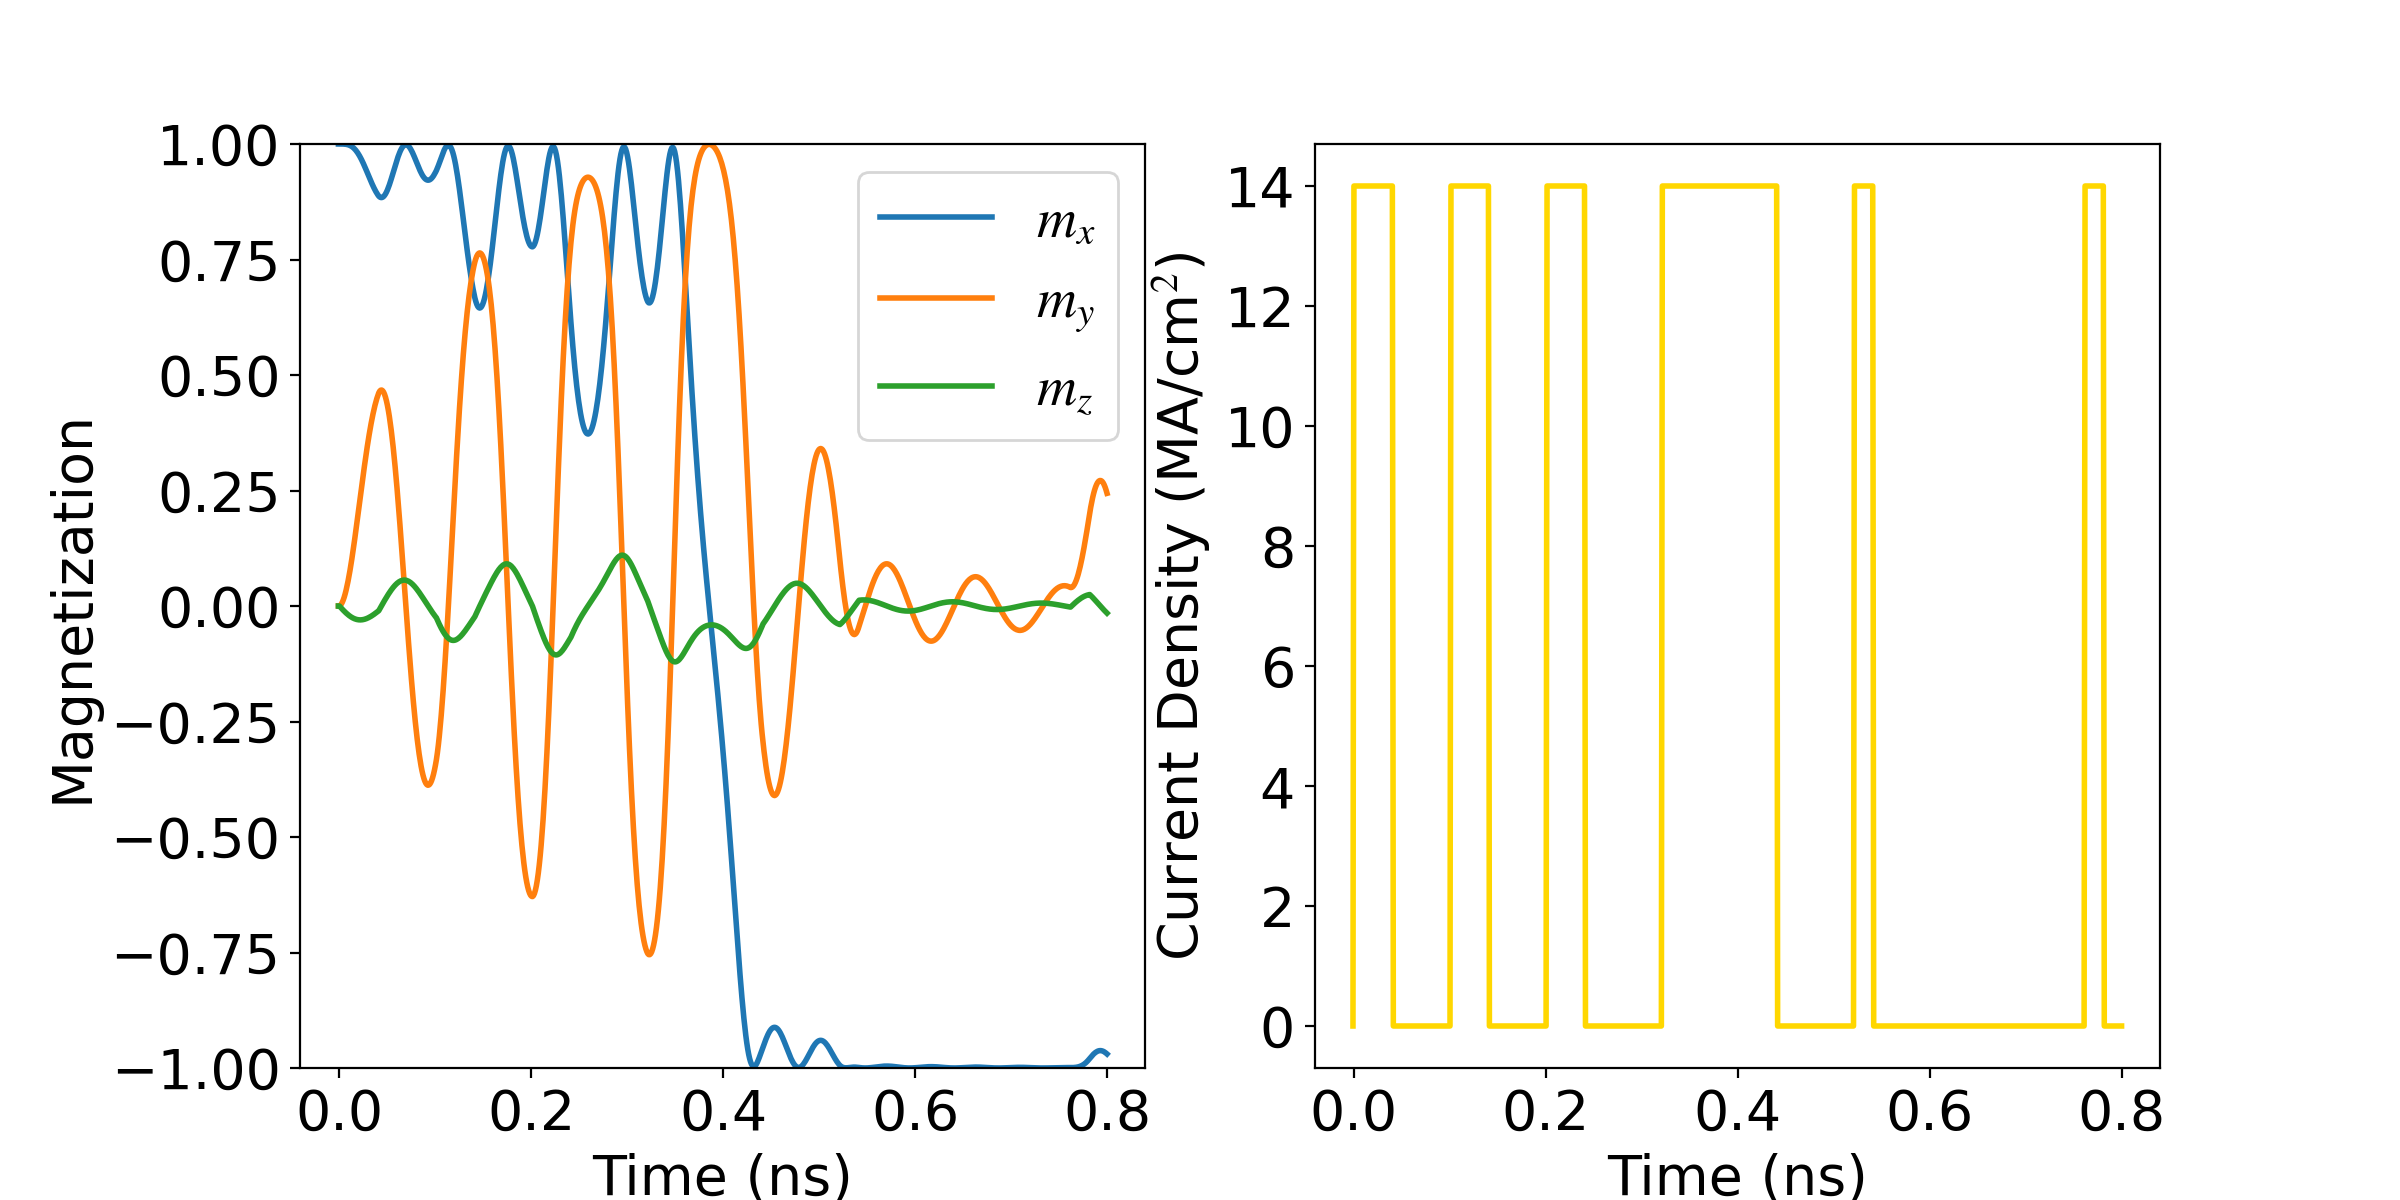 Magnetization
1.00
0.75
0.50
0.25
0.00
−0.25
−0.50
−0.75
−1.00
0.0 0.2 0.4 0.6 0.8
Time (ns)
m_x
m_y
m_z
Current Density (MA/cm²)
14
12
10
8
6
4
2
0
0.0 0.2 0.4 0.6 0.8
Time (ns)